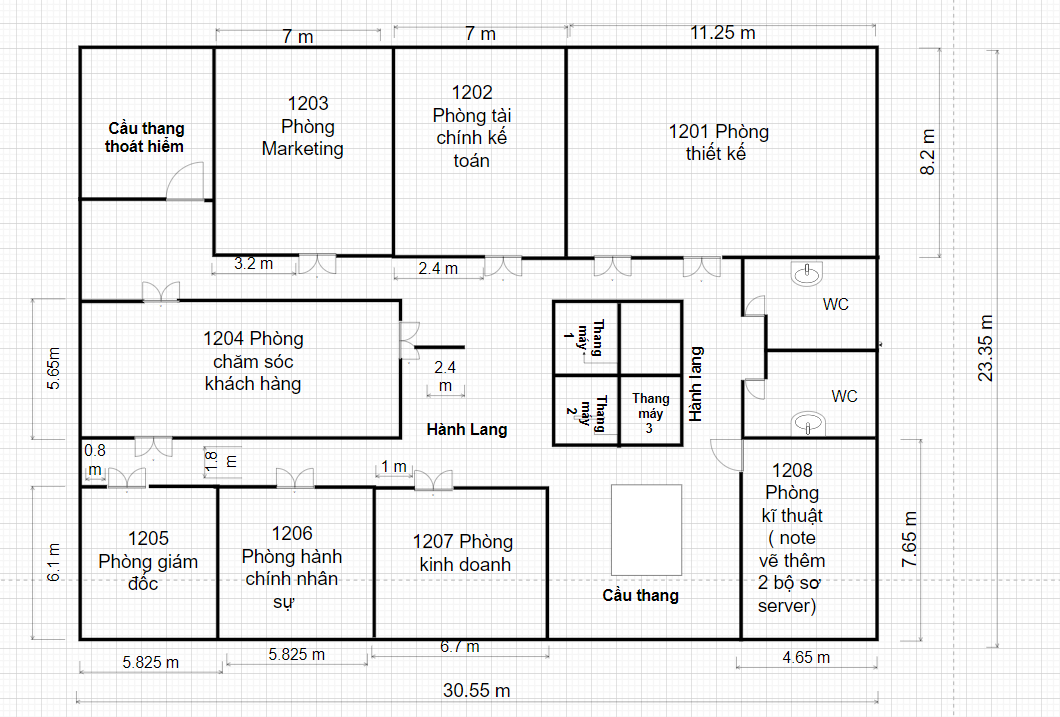 7 m
7 m
11.25 m
Cầu thang
thoát hiểm
1203
Phòng
Marketing
1202
Phòng tài
chính kế
toán
1201 Phòng
thiết kế
8.2 m
3.2 m
2.4 m
WC
1204 Phòng
chăm sóc
khách hàng
5.65m
2.4
m
Hành Lang
Thang
máy
1
Thang
máy
2
Thang
máy
3
Hành lang
WC
23.35 m
0.8
m
1.8
m
1 m
1205
Phòng giám
đốc
1206
Phòng hành
chính nhân
sự
1207 Phòng
kinh doanh
Cầu thang
1208
Phòng
kĩ thuật
( note
vẽ thêm
2 bộ sơ
server)
6.1 m
7.65 m
5.825 m
5.825 m
6.7 m
4.65 m
30.55 m